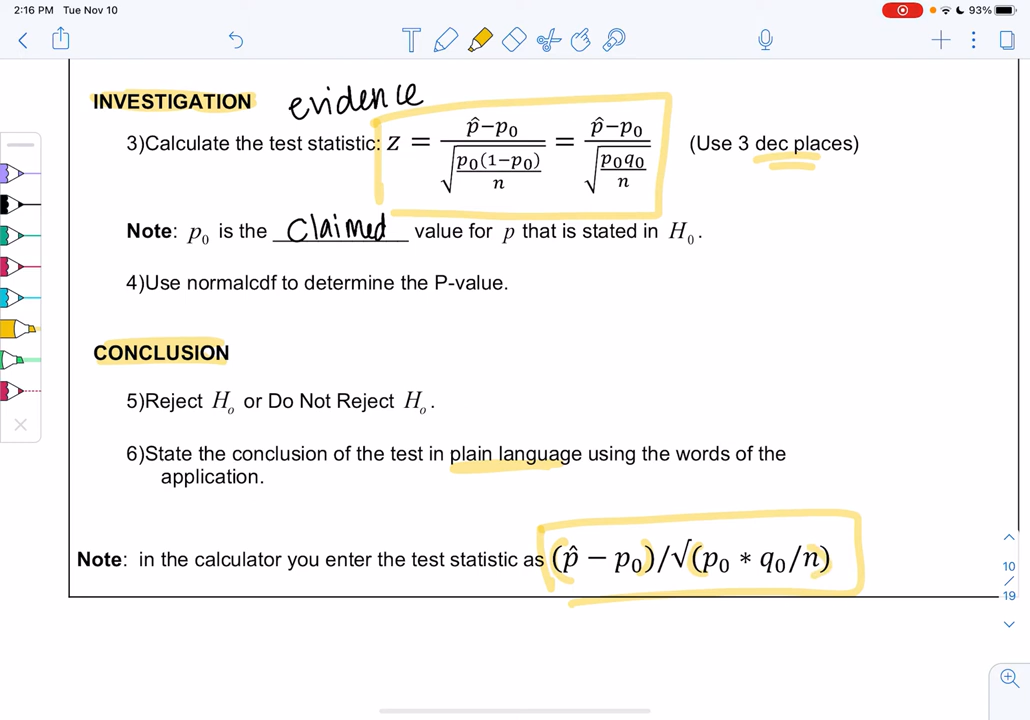 2:16 PM Tue Nov 10
93%
INVESTIGATION evidence
3)Calculate the test statistic: z = p̂−p₀ / √(p₀(1−p₀)/n) = p̂−p₀ / √(p₀q₀/n) (Use 3 dec places)
Note: p₀ is the claimed value for p that is stated in H₀.
4)Use normalcdf to determine the P-value.
CONCLUSION
5)Reject Hₒ or Do Not Reject Hₒ.
6)State the conclusion of the test in plain language using the words of the
application.
Note: in the calculator you enter the test statistic as (p̂ − p₀)/√(p₀ * q₀/n)
10
/
19